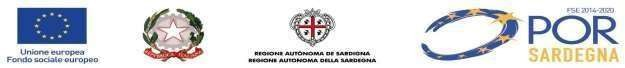 Unione europea
Fondo sociale europeo
REGIONE AUTÒNOMA DE SARDIGNA
REGIONE AUTONOMA DELLA SARDEGNA
FSE 2014-2020
POR
SARDEGNA